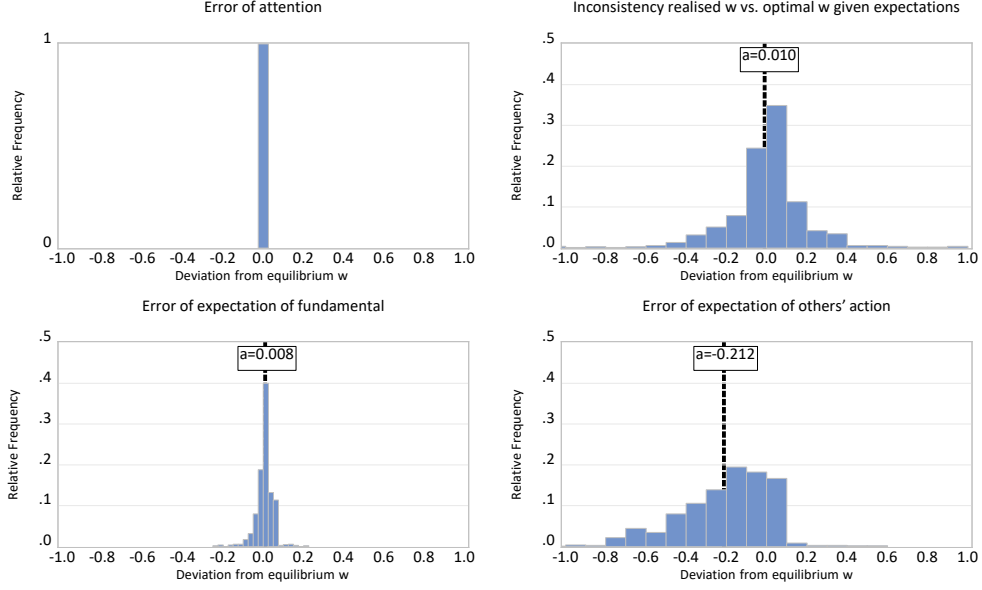 Error of attention
Relative Frequency
1
0
-1.0 -0.8 -0.6 -0.4 -0.2 0.0 0.2 0.4 0.6 0.8 1.0
Deviation from equilibrium w
Inconsistency realised w vs. optimal w given expectations
Relative Frequency
.5
a=0.010
.4
.3
.2
.1
.0
-1.0 -0.8 -0.6 -0.4 -0.2 0.0 0.2 0.4 0.6 0.8 1.0
Deviation from equilibrium w
Error of expectation of fundamental
Relative Frequency
.5
a=0.008
.4
.3
.2
.1
.0
-1.0 -0.8 -0.6 -0.4 -0.2 0.0 0.2 0.4 0.6 0.8 1.0
Deviation from equilibrium w
Error of expectation of others’ action
Relative Frequency
.5
a=-0.212
.4
.3
.2
.1
.0
-1.0 -0.8 -0.6 -0.4 -0.2 0.0 0.2 0.4 0.6 0.8 1.0
Deviation from equilibrium w